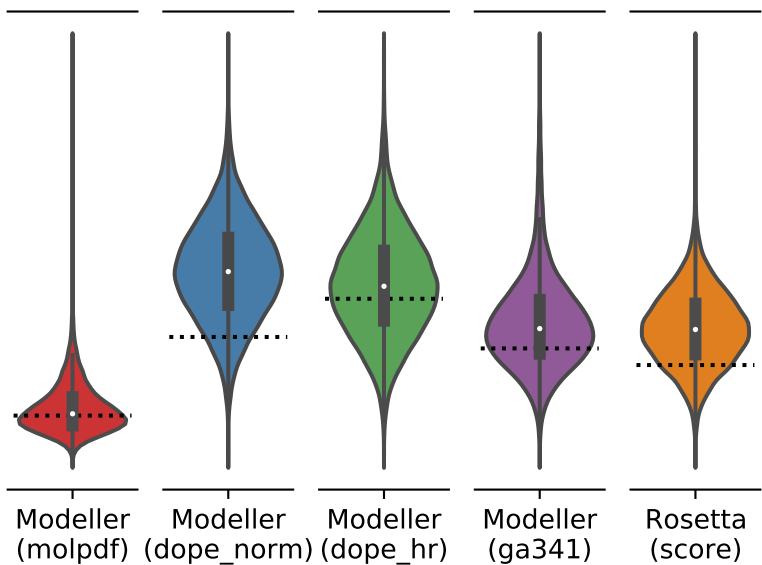 Modeller Modeller Modeller Modeller Rosetta
(molpdf) (dope_norm) (dope_hr) (ga341) (score)